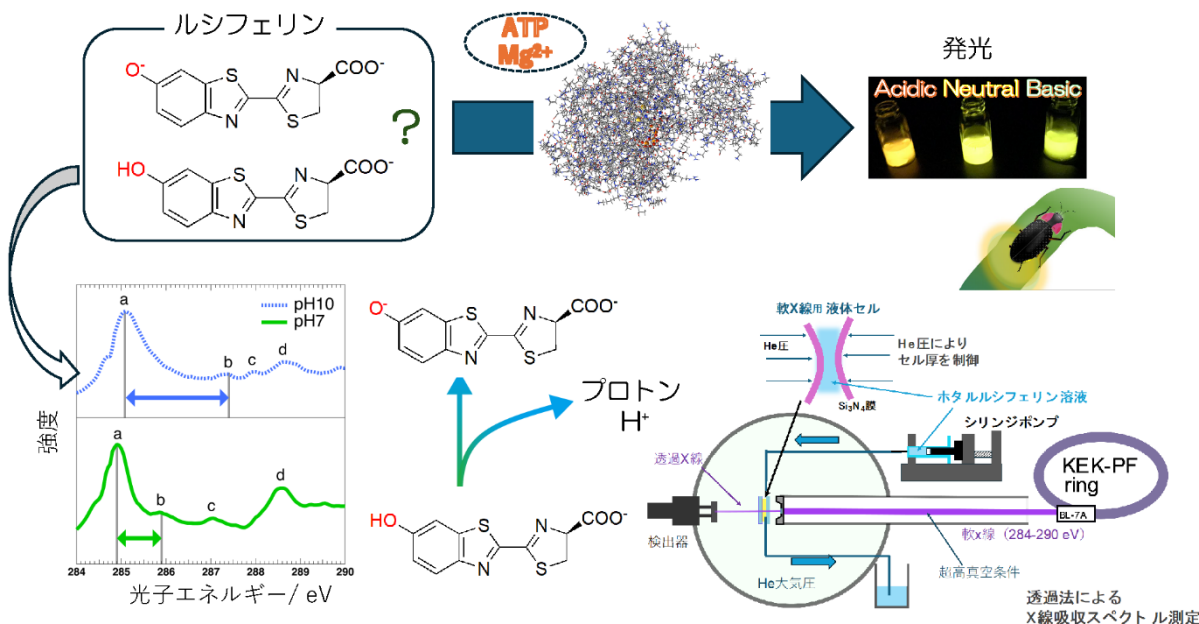 ルシフェリン
O-
S
N
COO-
N
S
?
HO
S
N
COO-
N
S
ATP
Mg2+
発光
Acidic Neutral Basic
a
pH10
pH7
b
c
d
a
b
c
d
強度
284 285 286 287 288 289 290
光子エネルギー/ eV
O-
S
N
COO-
N
S
プロトン
H+
HO
S
N
COO-
N
S
軟X線用 液体セル
He圧
He圧により
セル厚を制御
Si3N4膜
ホタルルシフェリン溶液
シリンジポンプ
透過X線
KEK-PF
ring
BL-7A
検出器
軟x線（284-290 eV）
超高真空条件
He大気圧
透過法による
X線吸収スペクトル測定